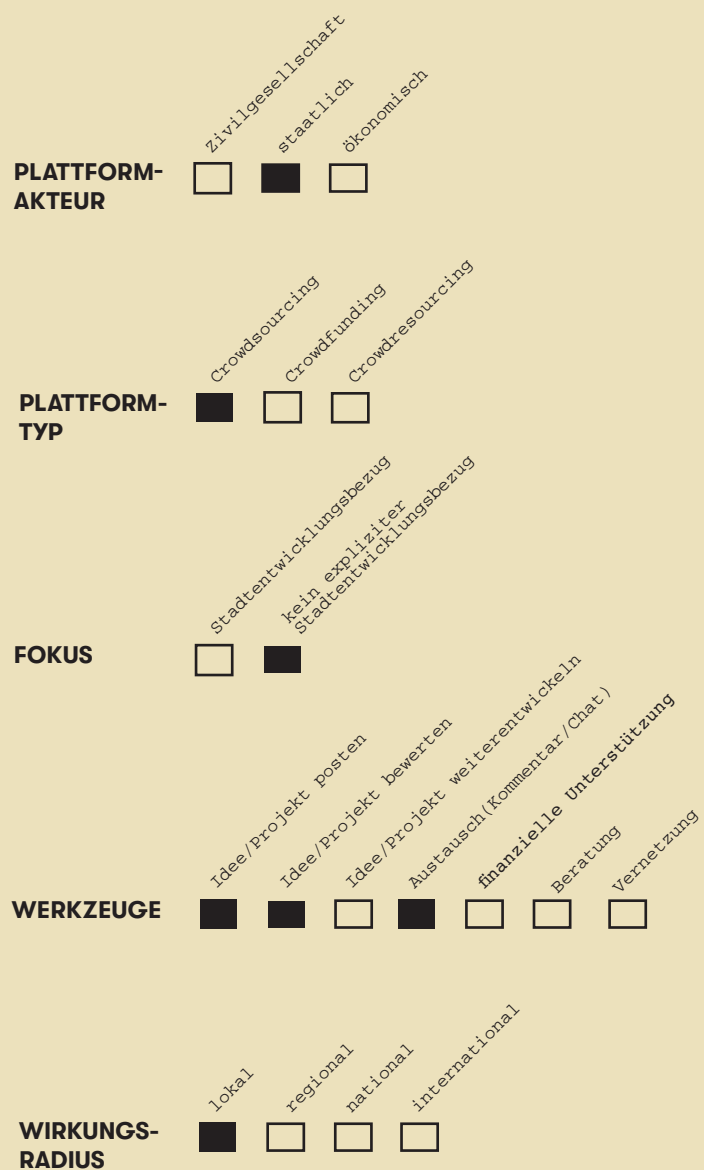 Zivilgesellschaft
staatlich
ökonomisch
PLATTFORM-
AKTEUR
Crowdsourcing
Crowdfunding
Crowdresourcing
PLATTFORM-
TYP
Stadtentwicklungsbezug
kein expliziter
Stadtentwicklungsbezug
FOKUS
Idee/Projekt posten
Idee/Projekt bewerten
Idee/Projekt weiterentwickeln
Austausch(Kommentar/Chat)
finanzielle Unterstützung
Beratung
Vernetzung
WERKZEUGE
lokal
regional
national
international
WIRKUNGS-
RADIUS